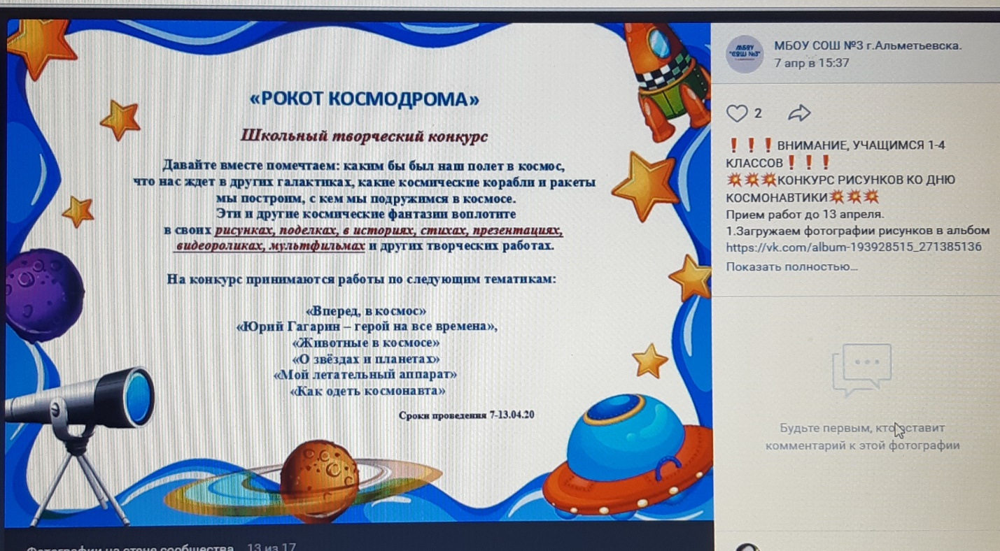 «РОКОТ КОСМОДРОМА»
Школьный творческий конкурс
Давайте вместе помечтаем: каким бы был наш полет в космос,
что нас ждет в других галактиках, какие космические корабли и ракеты
мы построим, с кем мы подружимся в космосе.
Эти и другие космические фантазии воплотите
в своих рисунках, поделках, в историях, стихах, презентациях,
видеороликах, мультфильмах и других творческих работах.
На конкурс принимаются работы по следующим тематикам:
«Вперед, в космос»
«Юрий Гагарин – герой на все времена»,
«Животные в космосе»
«О звёздах и планетах»
«Мой летательный аппарат»
«Как одеть космонавта»
Сроки проведения 7-13.04.20
Фотографии на стене сообщества 13 из 17
МБОУ
"СОШ №3"
МБОУ СОШ №3 г.Альметьевска.
7 апр в 15:37
2
❗❗❗ВНИМАНИЕ, УЧАЩИМСЯ 1-4
КЛАССОВ❗❗❗
💥💥💥КОНКУРС РИСУНКОВ КО ДНЮ
КОСМОНАВТИКИ💥💥💥
Прием работ до 13 апреля.
1.Загружаем фотографии рисунков в альбом
https://vk.com/album-193928515_271385136
Показать полностью…
Будьте первым, кто оставит
комментарий к этой фотографии